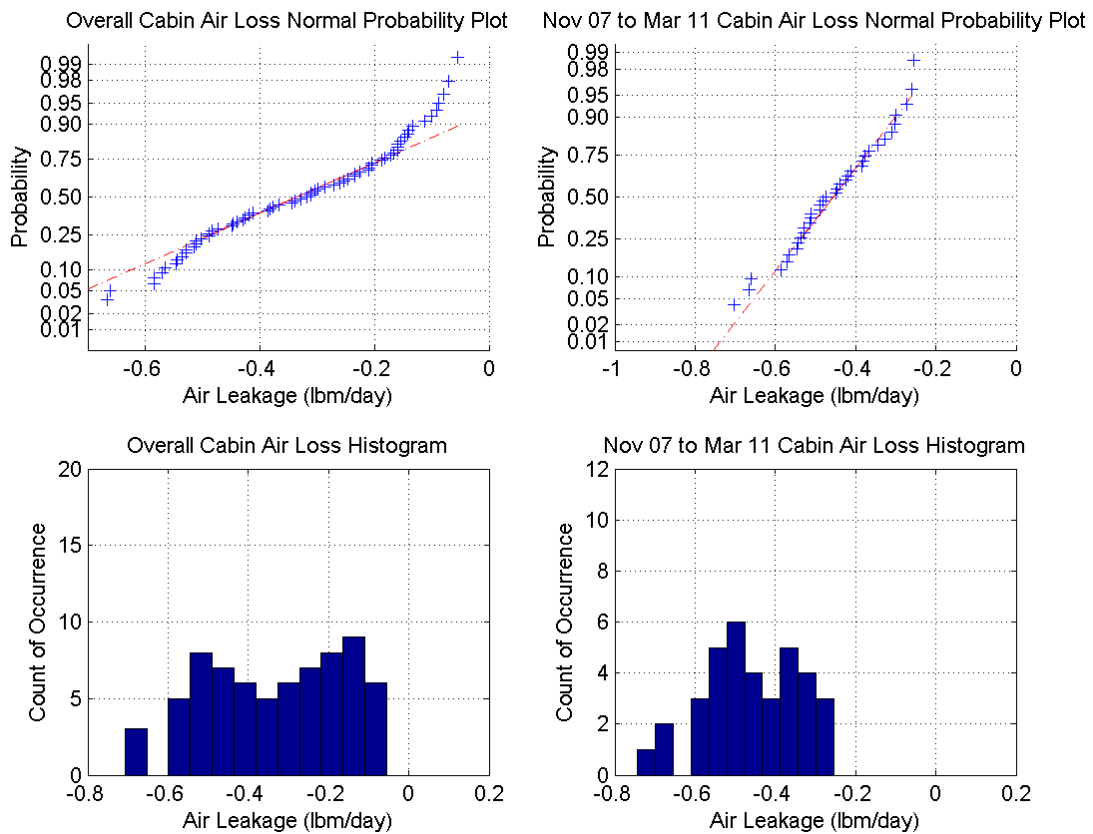 Overall Cabin Air Loss Normal Probability Plot
0.99
0.98
0.95
0.90
0.75
0.50
0.25
0.10
0.05
0.02
0.01
Probability
-0.6 -0.4 -0.2 0
Air Leakage (lbm/day)
Nov 07 to Mar 11 Cabin Air Loss Normal Probability Plot
0.99
0.98
0.95
0.90
0.75
0.50
0.25
0.10
0.05
0.02
0.01
Probability
-1 -0.8 -0.6 -0.4 -0.2 0
Air Leakage (lbm/day)
Overall Cabin Air Loss Histogram
20
15
10
5
0
Count of Occurrence
-0.8 -0.6 -0.4 -0.2 0 0.2
Air Leakage (lbm/day)
Nov 07 to Mar 11 Cabin Air Loss Histogram
12
10
8
6
4
2
0
Count of Occurrence
-0.8 -0.6 -0.4 -0.2 0 0.2
Air Leakage (lbm/day)